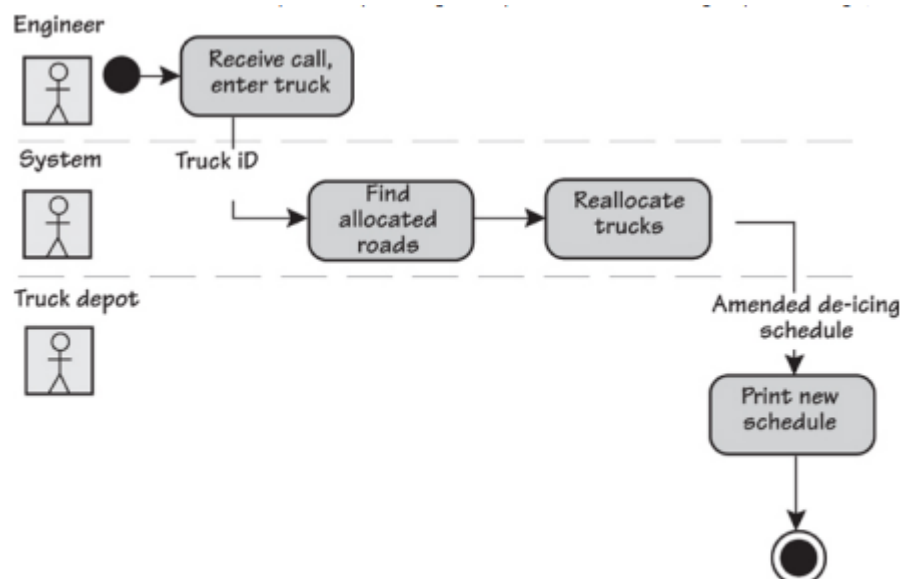 Engineer
Receive call,
enter truck
System
Truck iD
Find
allocated
roads
Reallocate
trucks
Truck depot
Amended de-icing
schedule
Print new
schedule